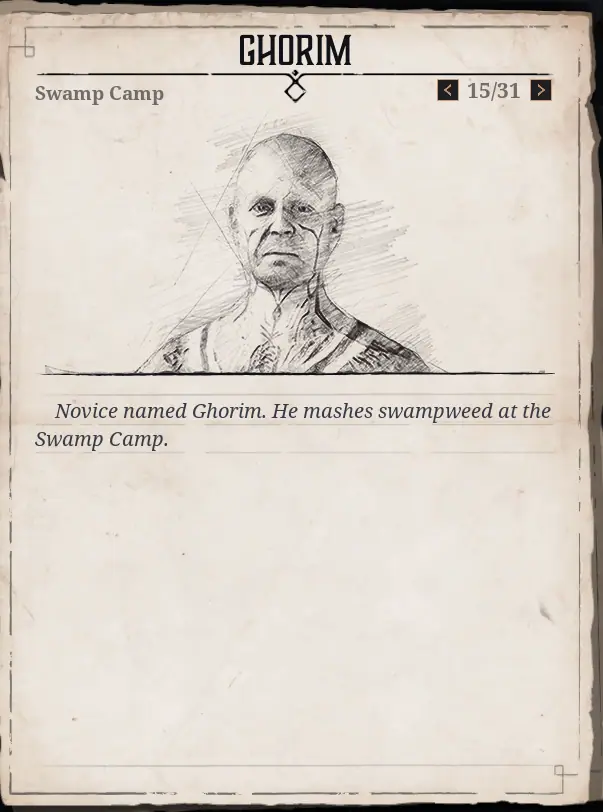 GHORIM
Swamp Camp
< 15/31 >
Novice named Ghorim. He mashes swampweed at the
Swamp Camp.